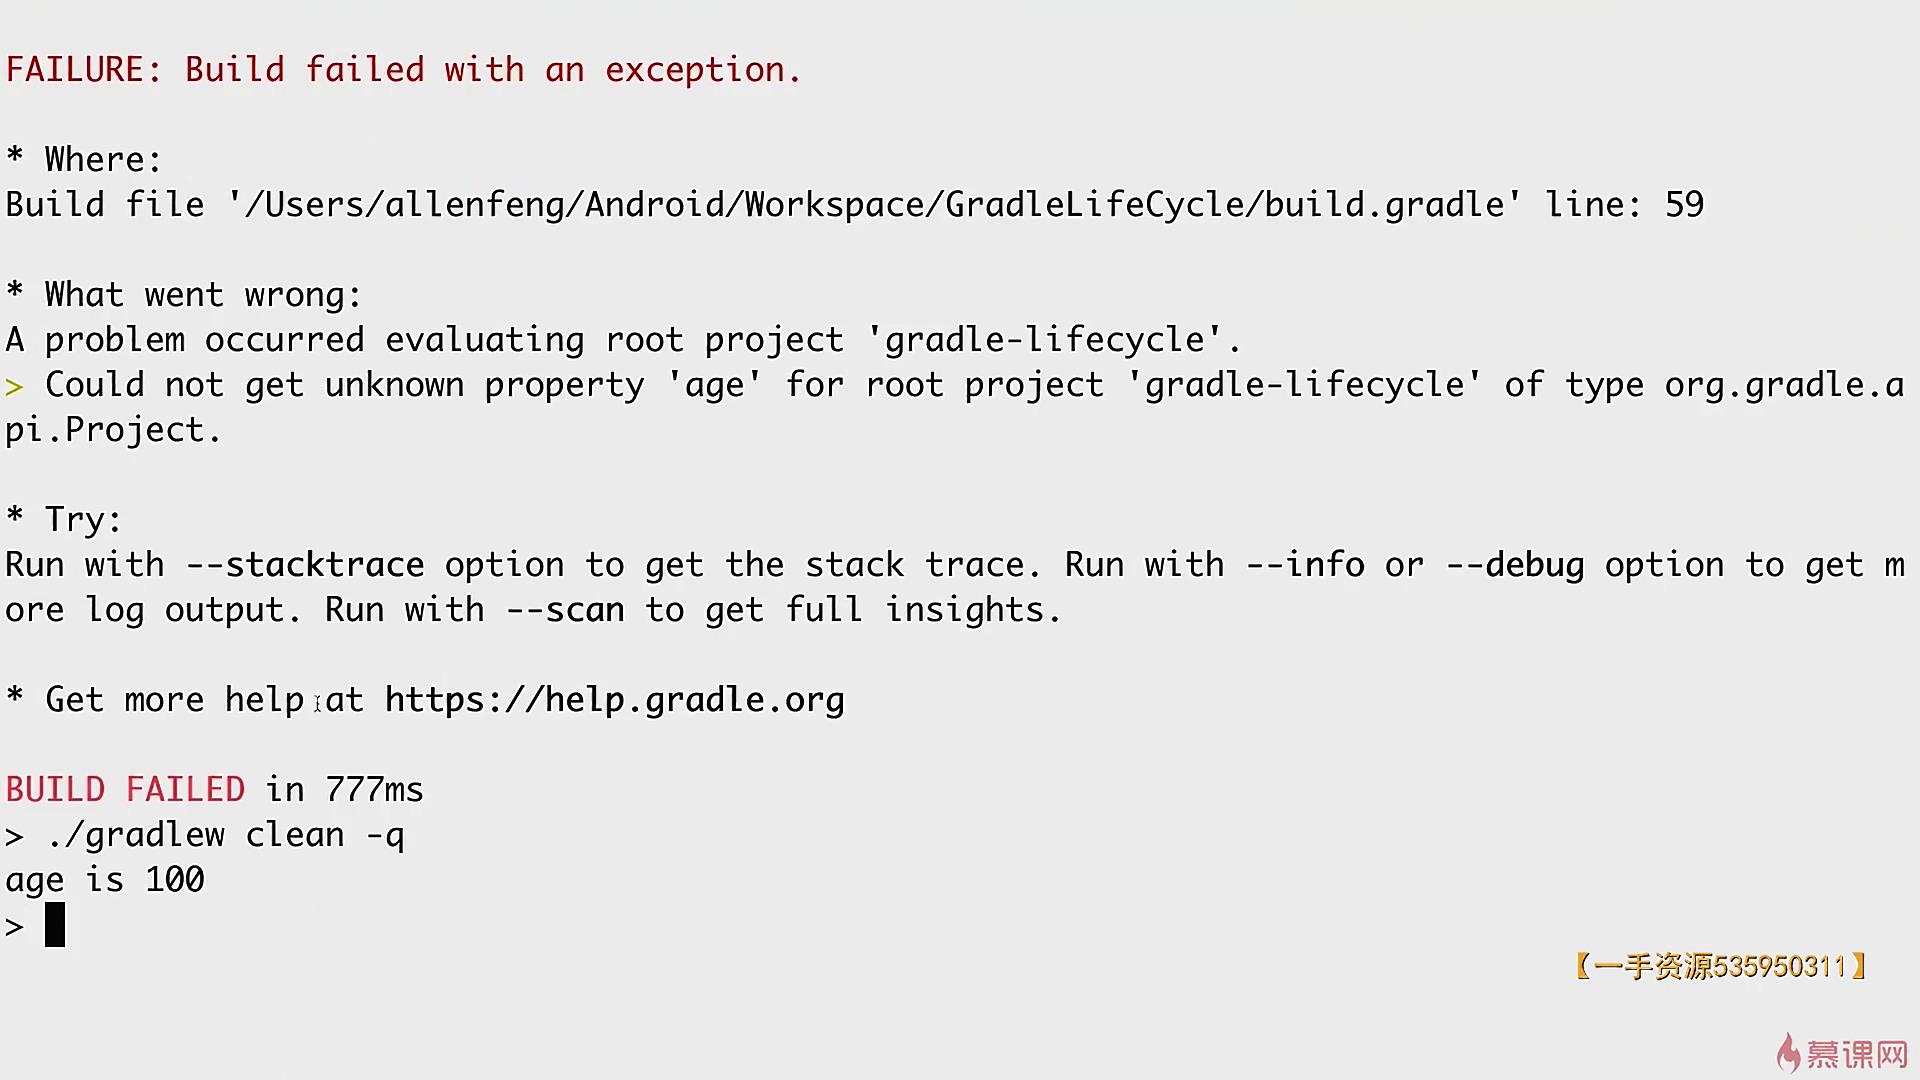 FAILURE: Build failed with an exception.
* Where:
Build file '/Users/allenfeng/Android/Workspace/GradleLifeCycle/build.gradle' line: 59
* What went wrong:
A problem occurred evaluating root project 'gradle-lifecycle'.
> Could not get unknown property 'age' for root project 'gradle-lifecycle' of type org.gradle.a
pi.Project.
* Try:
Run with --stacktrace option to get the stack trace. Run with --info or --debug option to get m
ore log output. Run with --scan to get full insights.
* Get more help at https://help.gradle.org
BUILD FAILED in 777ms
> ./gradlew clean -q
age is 100
>
【一手资源535950311】
慕课网